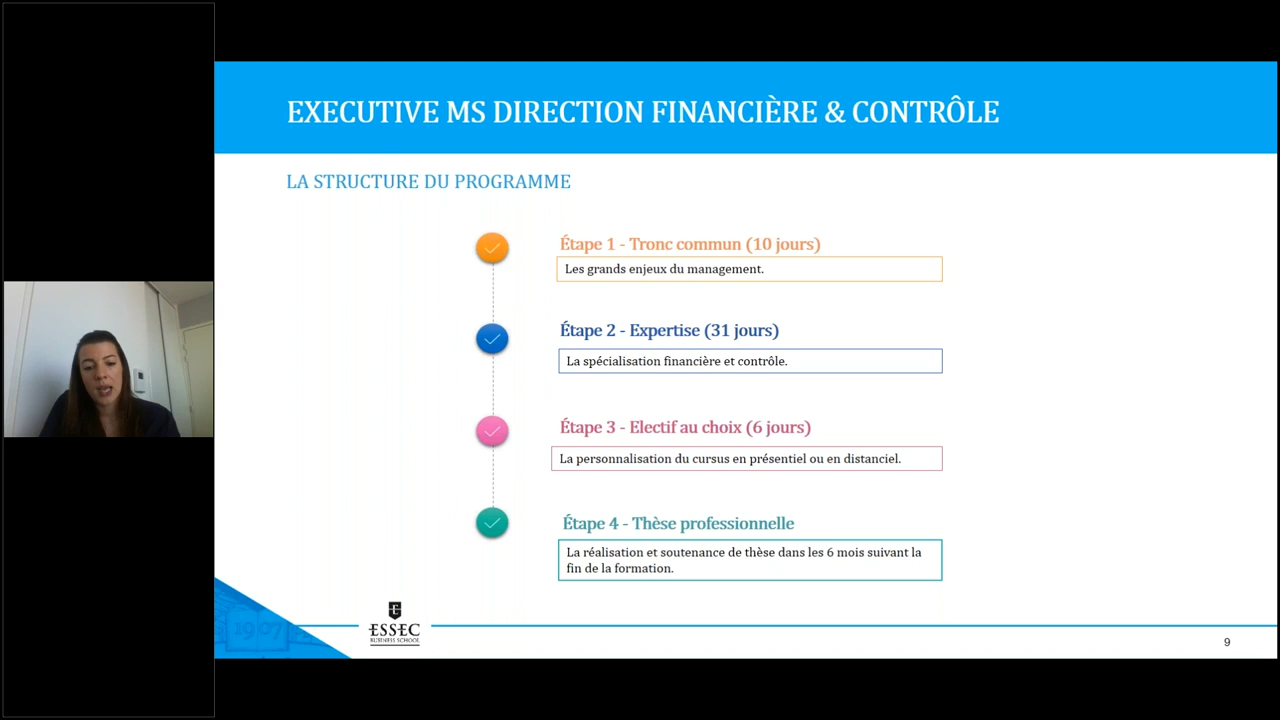 EXECUTIVE MS DIRECTION FINANCIÈRE & CONTRÔLE
LA STRUCTURE DU PROGRAMME
Étape 1 - Tronc commun (10 jours)
Les grands enjeux du management.
Étape 2 - Expertise (31 jours)
La spécialisation financière et contrôle.
Étape 3 - Electif au choix (6 jours)
La personnalisation du cursus en présentiel ou en distanciel.
Étape 4 - Thèse professionnelle
La réalisation et soutenance de thèse dans les 6 mois suivant la
fin de la formation.
1907
E
ESSEC
BUSINESS SCHOOL
9